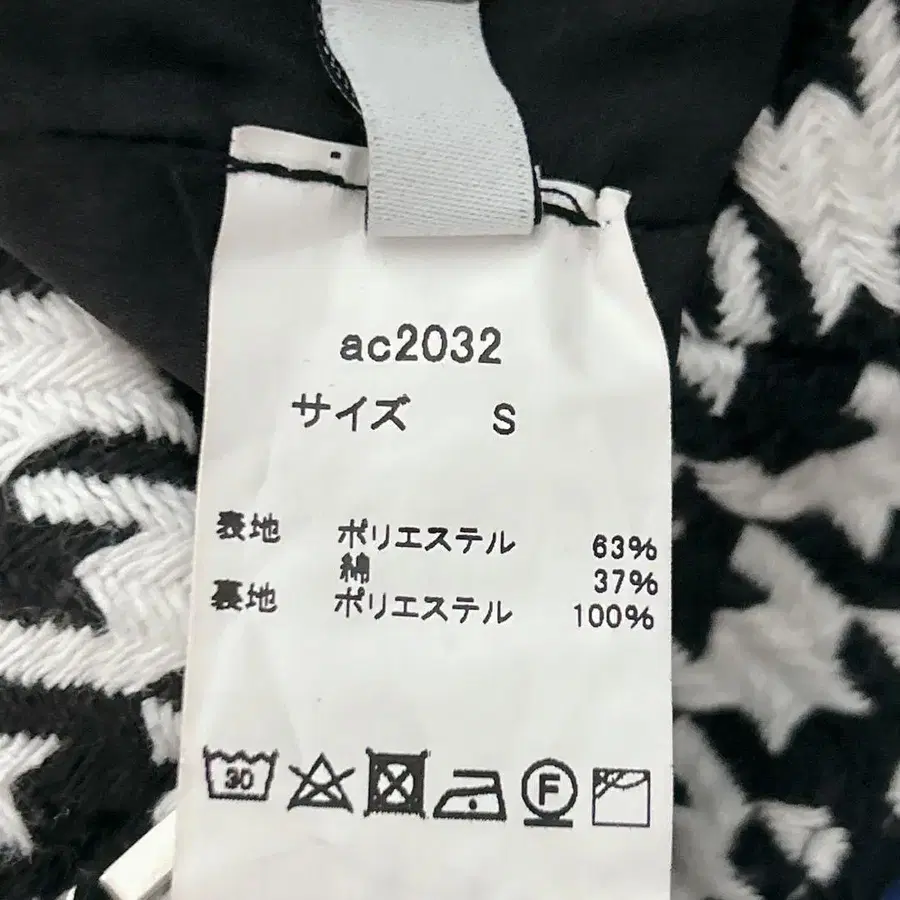 ac2032
サイズ S
表地 ポリエステル 63%
綿 37%
裏地 ポリエステル 100%
30
F